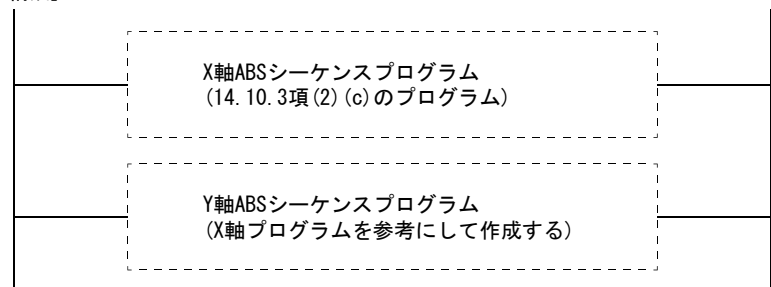 X軸ABSシーケンスプログラム
(14.10.3項(2)(c)のプログラム)
Y軸ABSシーケンスプログラム
(X軸プログラムを参考にして作成する)